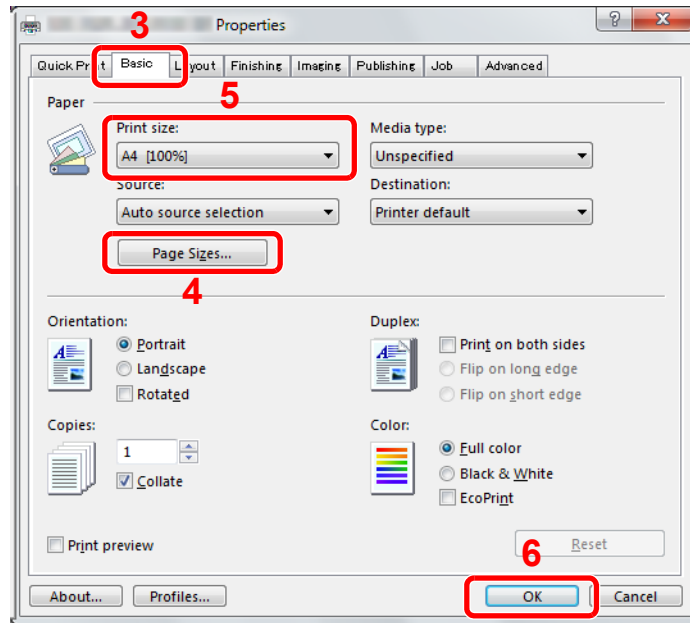 Properties
3
Quick Print Basic Layout Finishing Imaging Publishing Job Advanced
5
Paper
Print size:
A4 [100%]
Media type:
Unspecified
Source:
Auto source selection
Destination:
Printer default
Page Sizes...
4
Orientation:
Portrait
Landscape
Rotated
Duplex:
Print on both sides
Flip on long edge
Flip on short edge
Copies:
1
Collate
Color:
Full color
Black & White
EcoPrint
Print preview
6
Reset
About... Profiles... OK Cancel